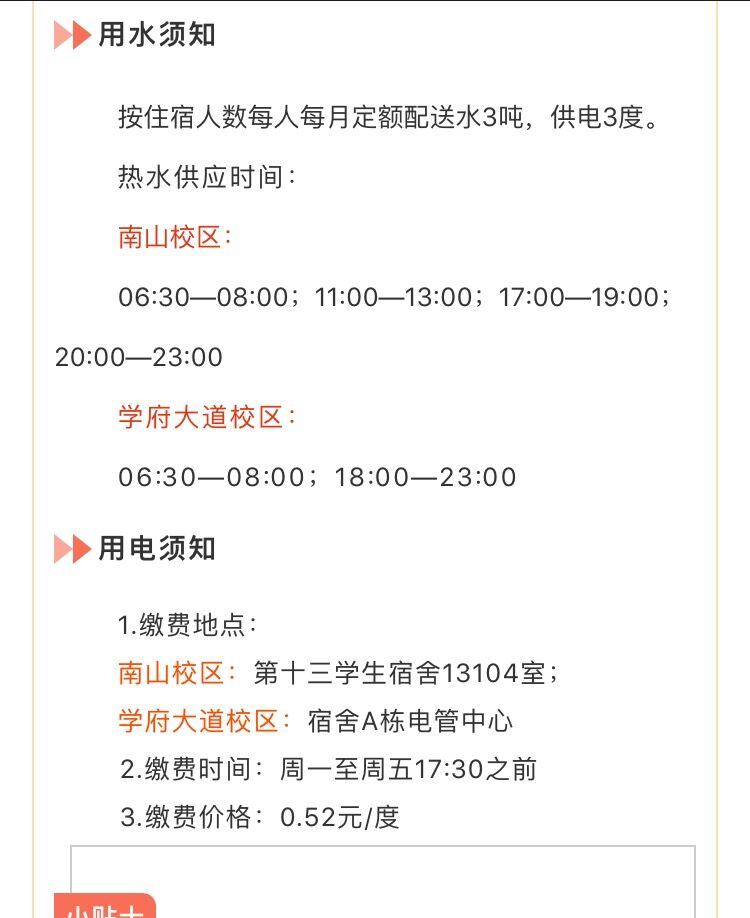 用水须知
按住宿人数每人每月定额配送水3吨，供电3度。
热水供应时间：
南山校区：
06:30—08:00；11:00—13:00；17:00—19:00；
20:00—23:00
学府大道校区：
06:30—08:00；18:00—23:00
用电须知
1.缴费地点：
南山校区：第十三学生宿舍13104室；
学府大道校区：宿舍A栋电管中心
2.缴费时间：周一至周五17:30之前
3.缴费价格：0.52元/度
小贴士